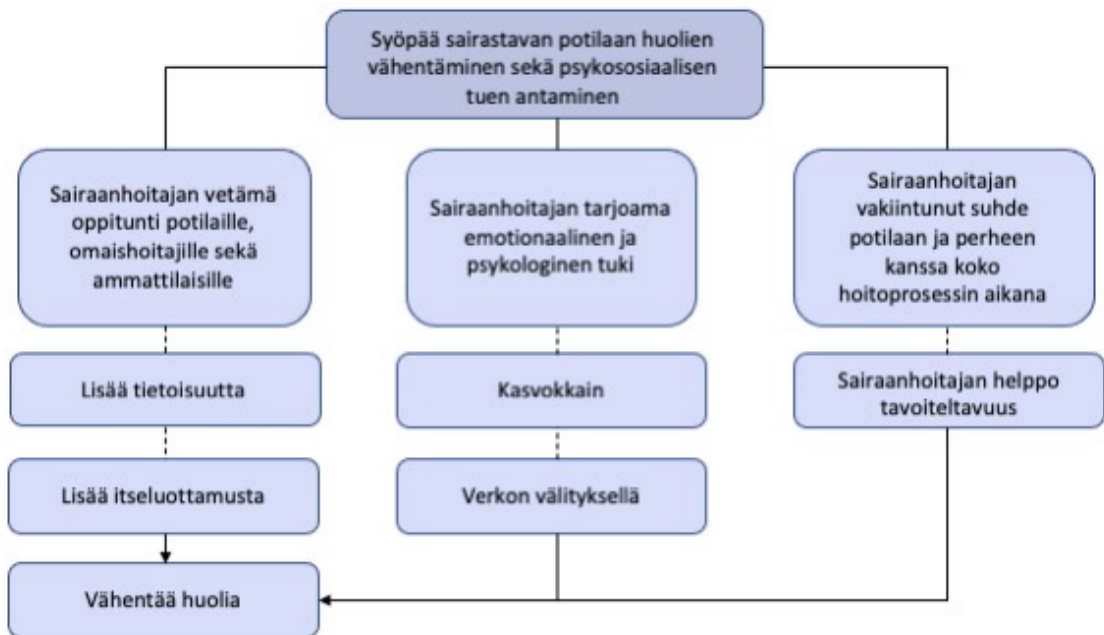 Syöpää sairastavan potilaan huolien
vähentäminen sekä psykososiaalisen
tuen antaminen
Sairaanhoitajan vetämä
oppitunti potilaille,
omaishoitajille sekä
ammattilaisille
Sairaanhoitajan tarjoama
emotionaalinen ja
psykologinen tuki
Sairaanhoitajan
vakiintunut suhde
potilaan ja perheen
kanssa koko
hoitoprosessin aikana
Lisää tietoisuutta
Kasvokkain
Sairaanhoitajan helppo
tavoiteltavuus
Lisää itseluottamusta
Verkon välityksellä
Vähentää huolia